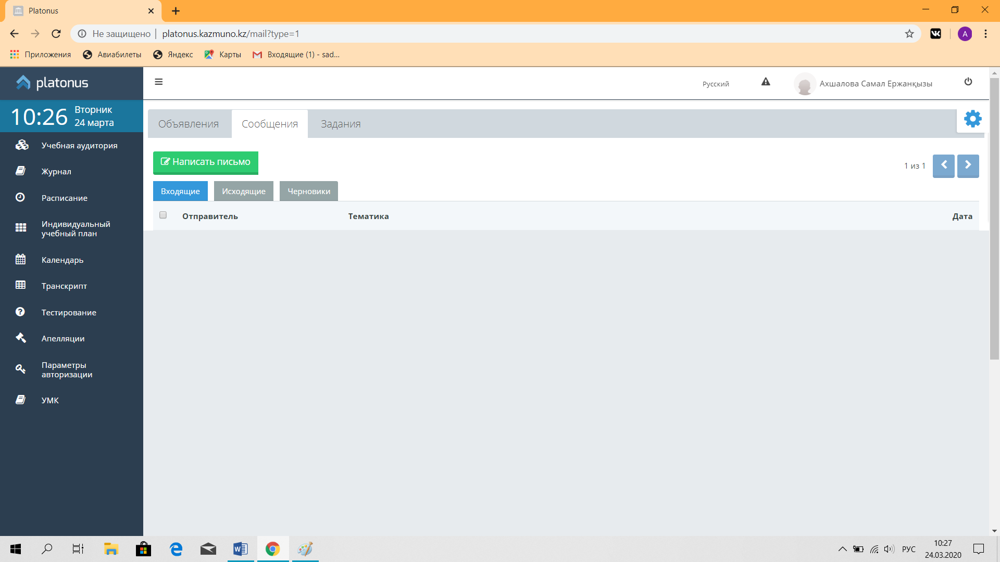 Platonus
Не защищено | platonus.kazmuno.kz/mail?type=1
A
Приложения
Авиабилеты
Яндекс
Карты
Входящие (1) - sad...
platonus
Русский
Ахшалова Самал Ержанқызы
10:26
Вторник
24 марта
Объявления
Сообщения
Задания
Учебная аудитория
Журнал
Расписание
Индивидуальный
учебный план
Календарь
Транскрипт
Тестирование
Апелляции
Параметры
авторизации
УМК
Написать письмо
1 из 1
Входящие
Исходящие
Черновики
Отправитель
Тематика
Дата
РУС
10:27
24.03.2020